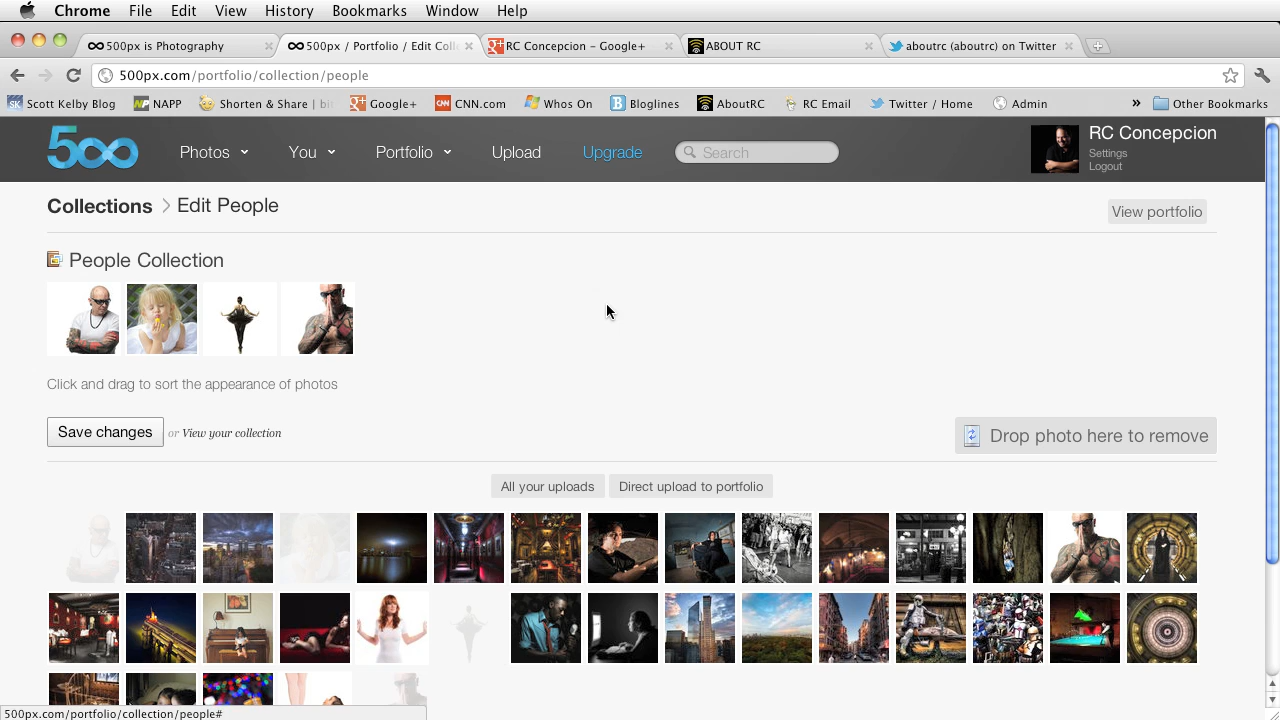 Chrome File Edit View History Bookmarks Window Help
500px is Photography
500px / Portfolio / Edit Colle
RC Concepcion – Google+
ABOUT RC
aboutrc (aboutrc) on Twitter
500px.com/portfolio/collection/people
SK Scott Kelby Blog
NP NAPP
Shorten & Share | bi
Google+
CNN CNN.com
Whos On
B Bloglines
AboutRC
RC Email
Twitter / Home
Admin
» Other Bookmarks
500
Photos
You
Portfolio
Upload
Upgrade
Search
RC Concepcion
Settings
Logout
Collections > Edit People
View portfolio
People Collection
Click and drag to sort the appearance of photos
Save changes or View your collection
Drop photo here to remove
All your uploads
Direct upload to portfolio
500px.com/portfolio/collection/people#